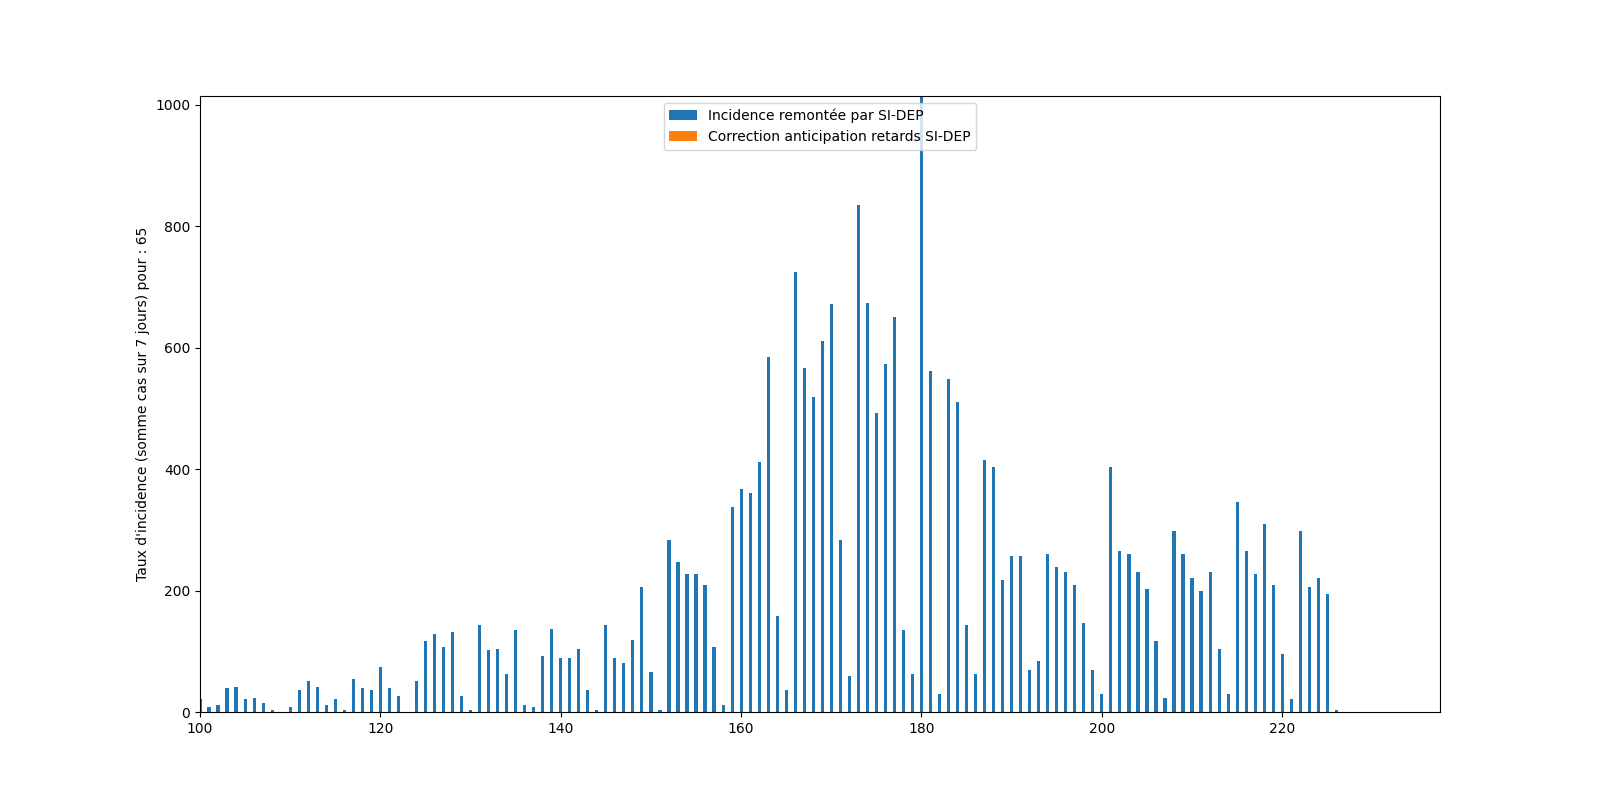 Incidence remontée par SI-DEP
Correction anticipation retards SI-DEP
Taux d'incidence (somme cas sur 7 jours) pour : 65
1000
800
600
400
200
0
100 120 140 160 180 200 220